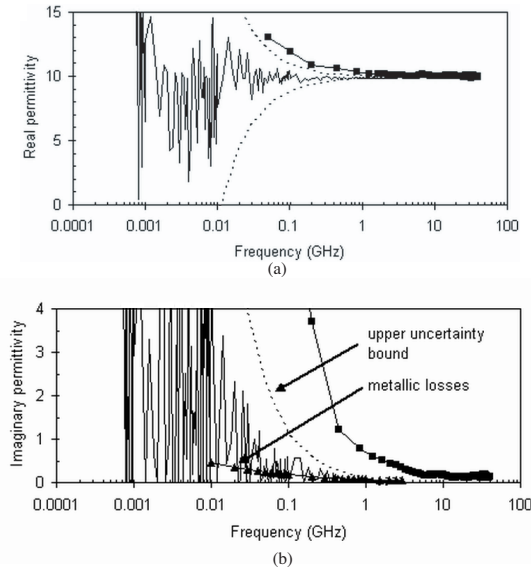 (a)
15
10
5
0
Real permittivity
0.0001
0.001
0.01
0.1
1
10
100
Frequency (GHz)
(a)
4
3
2
1
0
Imaginary permittivity
upper uncertainty
bound
metallic losses
0.0001
0.001
0.01
0.1
1
10
100
Frequency (GHz)
(b)